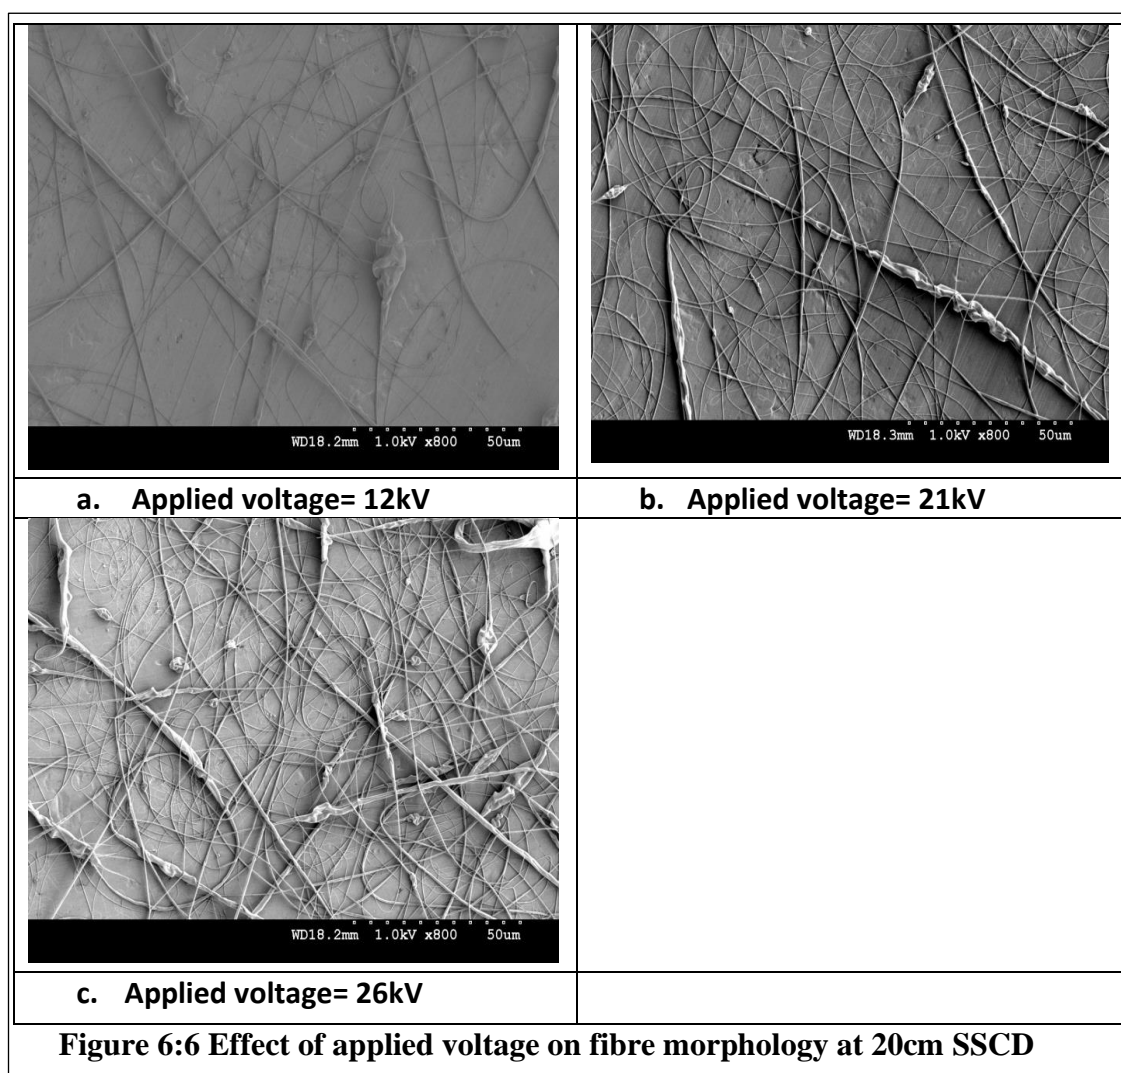 WD18.2mm 1.0kV x800 50um
WD18.3mm 1.0kV x800 50um
a. Applied voltage= 12kV
b. Applied voltage= 21kV
WD18.2mm 1.0kV x800 50um
c. Applied voltage= 26kV
Figure 6:6 Effect of applied voltage on fibre morphology at 20cm SSCD